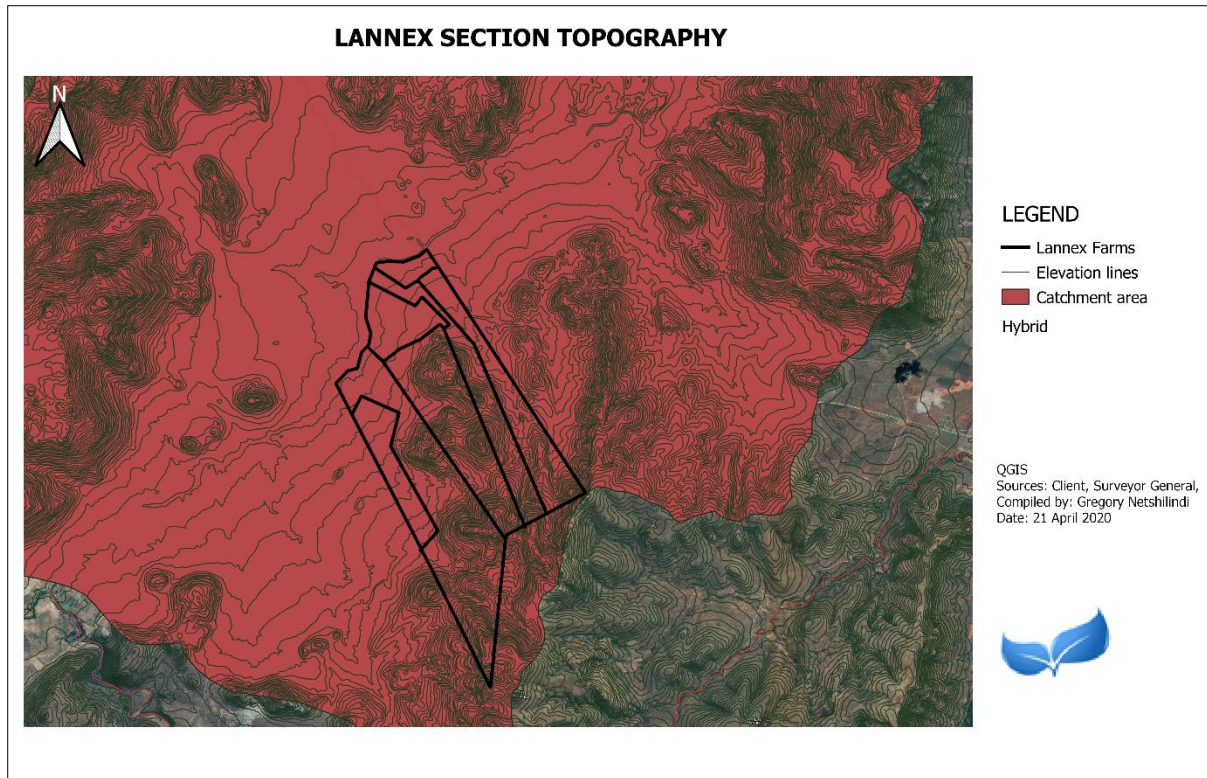 LANNEX SECTION TOPOGRAPHY
N
LEGEND
Lannex Farms
Elevation lines
Catchment area
Hybrid
QGIS
Sources: Client, Surveyor General,
Compiled by: Gregory Netshilindi
Date: 21 April 2020